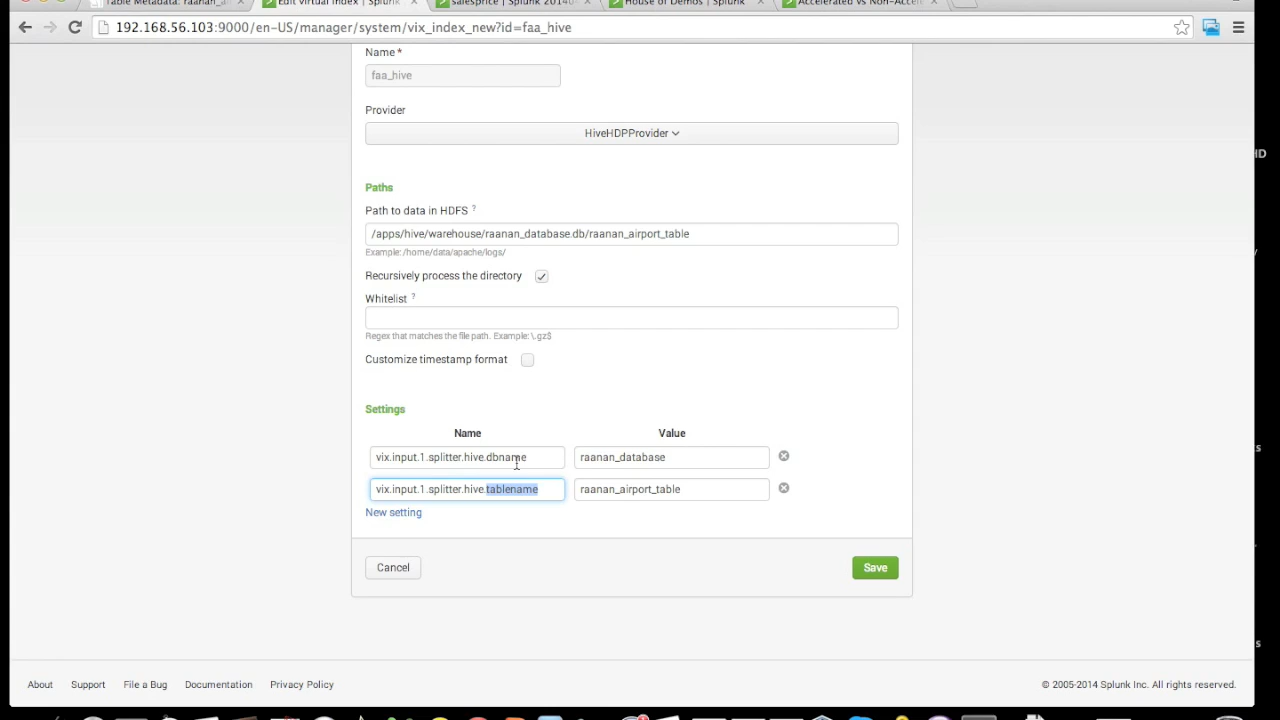 Table Metadata: raanan_a
Edit virtual index | Splunk
salesprice | Splunk 201404
House of Demos | Splunk
Accelerated vs Non-Accel
192.168.56.103:9000/en-US/manager/system/vix_index_new?id=faa_hive
Name *
faa_hive
Provider
HiveHDPProvider
Paths
Path to data in HDFS ?
/apps/hive/warehouse/raanan_database.db/raanan_airport_table
Example: /home/data/apache/logs/
Recursively process the directory
Whitelist ?
Regex that matches the file path. Example: \.gz$
Customize timestamp format
Settings
Name Value
vix.input.1.splitter.hive.dbname raanan_database
vix.input.1.splitter.hive.tablename raanan_airport_table
New setting
Cancel Save
About Support File a Bug Documentation Privacy Policy © 2005-2014 Splunk Inc. All rights reserved.